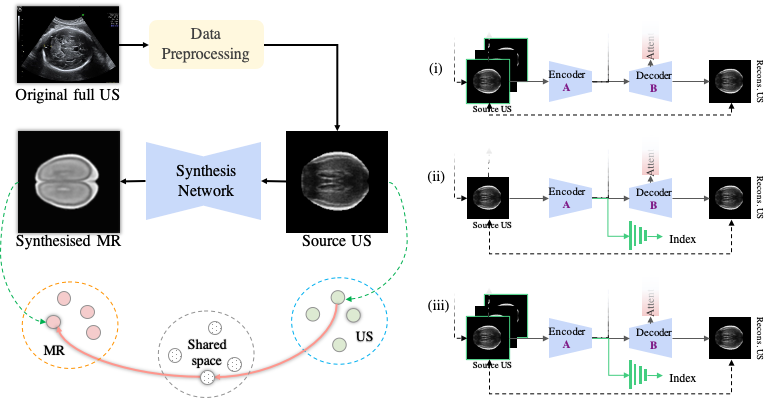 Original full US
Data
Preprocessing
Synthesised MR
Synthesis
Network
Source US
MR
Shared
space
US
(i)
Source US
Encoder
A
Atten
Decoder
B
Recons. US
(ii)
Source US
Encoder
A
Atten
Decoder
B
Recons. US
Index
(iii)
Source US
Encoder
A
Atten
Decoder
B
Recons. US
Index